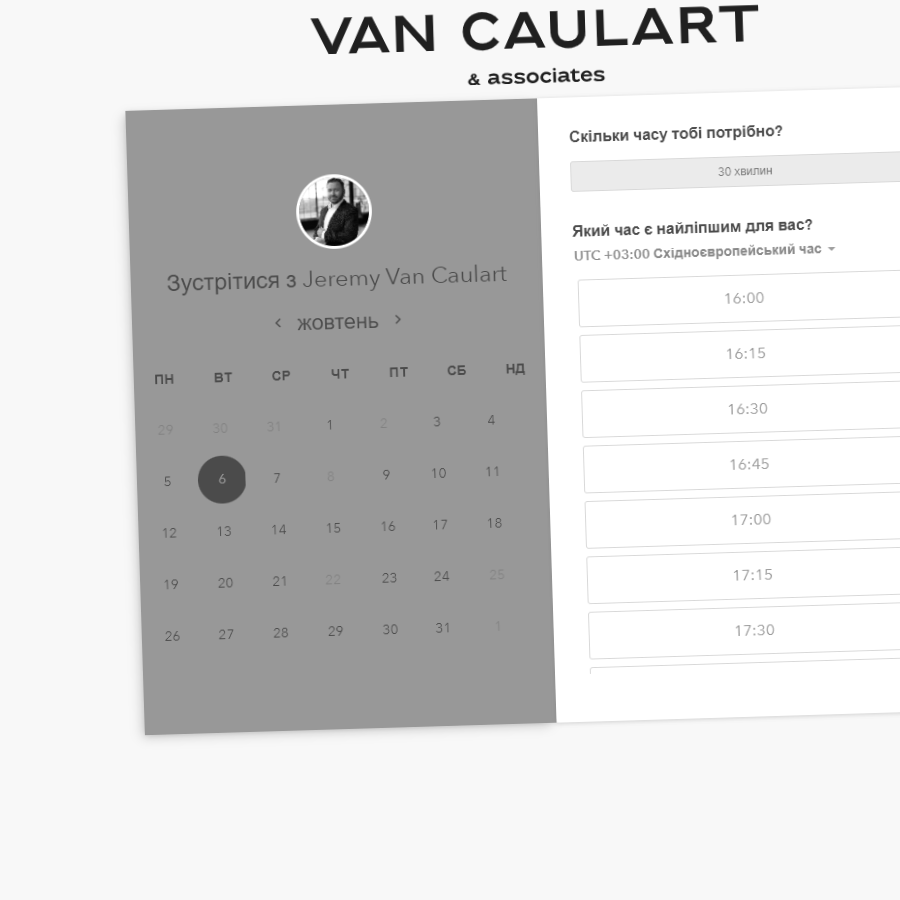 VAN CAULART
& associates
Зустрітися з Jeremy Van Caulart
жовтень
ПН ВТ СР ЧТ ПТ СБ НД
29 30 31 1 2 3 4
5 6 7 8 9 10 11
12 13 14 15 16 17 18
19 20 21 22 23 24 25
26 27 28 29 30 31 1
Скільки часу тобі потрібно?
30 хвилин
Який час є найліпшим для вас?
UTC +03:00 Східноєвропейський час
16:00
16:15
16:30
16:45
17:00
17:15
17:30